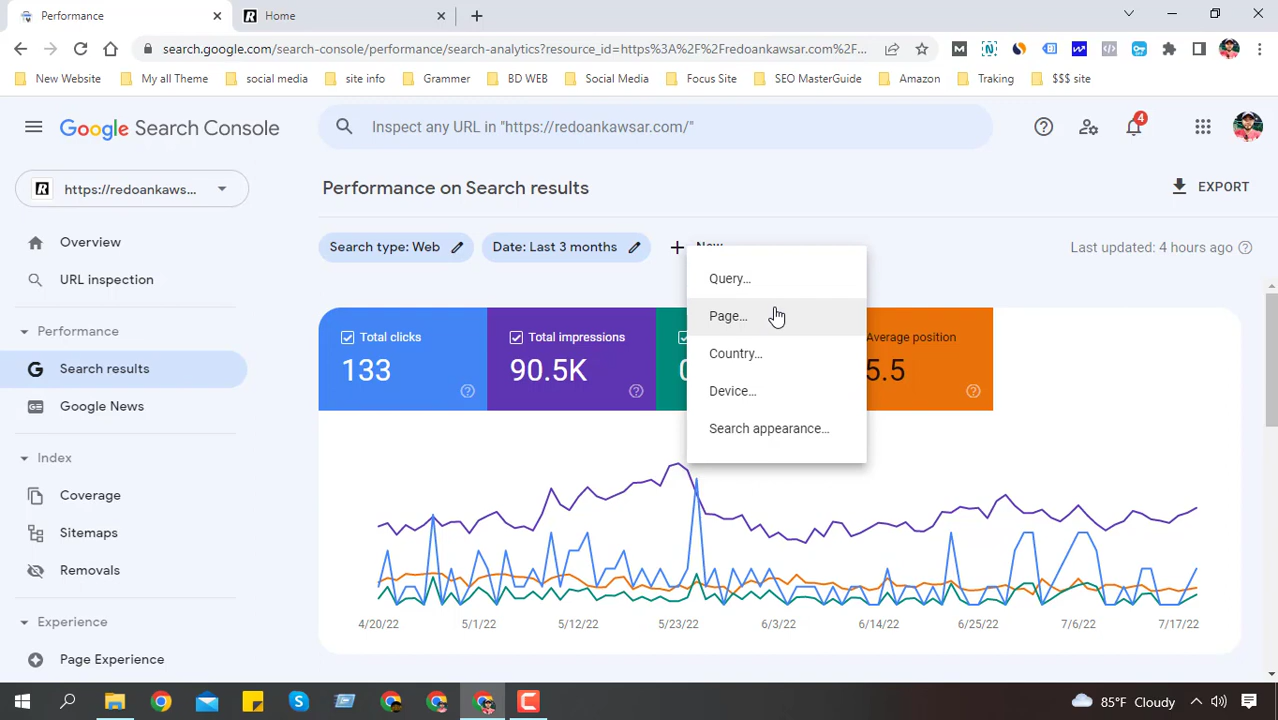 Performance
Home
search.google.com/search-console/performance/search-analytics?resource_id=https%3A%2F%2Fredoankawsar.com%2F...
New Website
My all Theme
social media
site info
Grammer
BD WEB
Social Media
Focus Site
SEO MasterGuide
Amazon
Traking
$$$ site
Google Search Console
Inspect any URL in "https://redoankawsar.com/"
4
https://redoankaws...
Performance on Search results
EXPORT
Overview
URL inspection
Performance
Search results
Google News
Index
Coverage
Sitemaps
Removals
Experience
Page Experience
Search type: Web
Date: Last 3 months
New
Last updated: 4 hours ago
Query...
Page...
Country...
Device...
Search appearance...
Total clicks
133
Total impressions
90.5K
Average position
5.5
4/20/22
5/1/22
5/12/22
5/23/22
6/3/22
6/14/22
6/25/22
7/6/22
7/17/22
85°F Cloudy